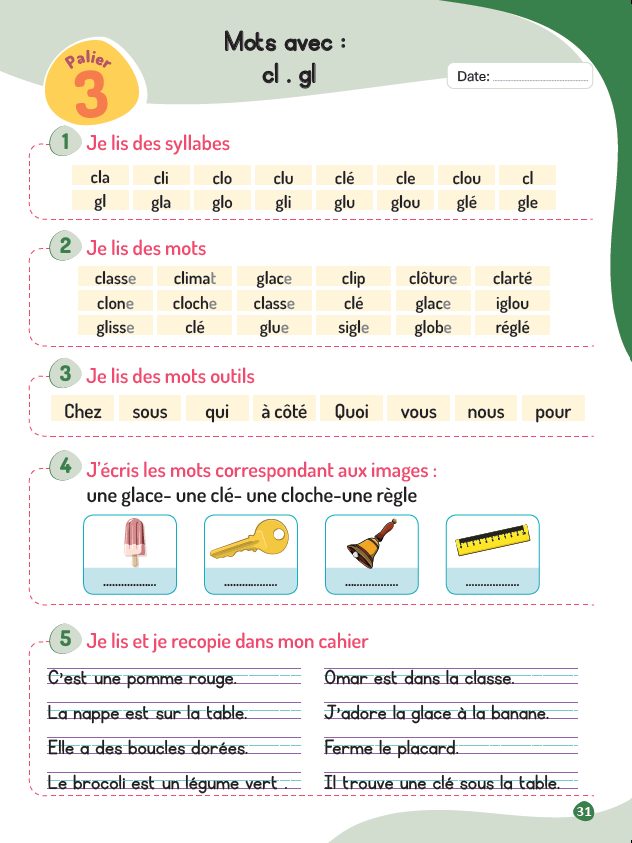 Mots avec :
cl . gl
Palier
3
Date: ..............................
1 Je lis des syllabes
cla cli clo clu clé cle clou cl
gl gla glo gli glu glou glé gle
2 Je lis des mots
classe climat glace clip clôture clarté
clone cloche classe clé glace iglou
glisse clé glue sigle globe réglé
3 Je lis des mots outils
Chez sous qui à côté Quoi vous nous pour
4 J'écris les mots correspondant aux images :
une glace- une clé- une cloche-une règle
.................. .................. .................. ..................
5 Je lis et je recopie dans mon cahier
C'est une pomme rouge. Omar est dans la classe.
La nappe est sur la table. J'adore la glace à la banane.
Elle a des boucles dorées. Ferme le placard.
Le brocoli est un légume vert . Il trouve une clé sous la table.
31